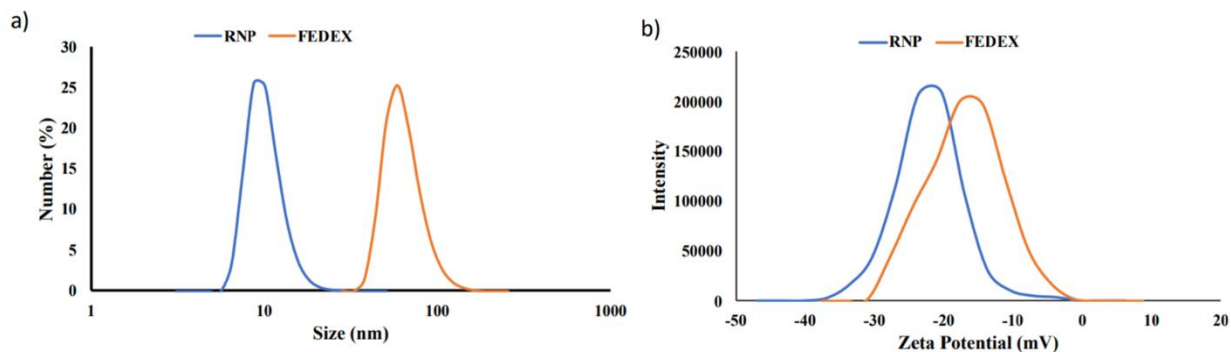 a)
RNP FEDEX
30
25
20
15
10
5
0
Number (%)
1 10 100 1000
Size (nm)
b)
RNP FEDEX
250000
200000
150000
100000
50000
0
Intensity
-50 -40 -30 -20 -10 0 10 20
Zeta Potential (mV)